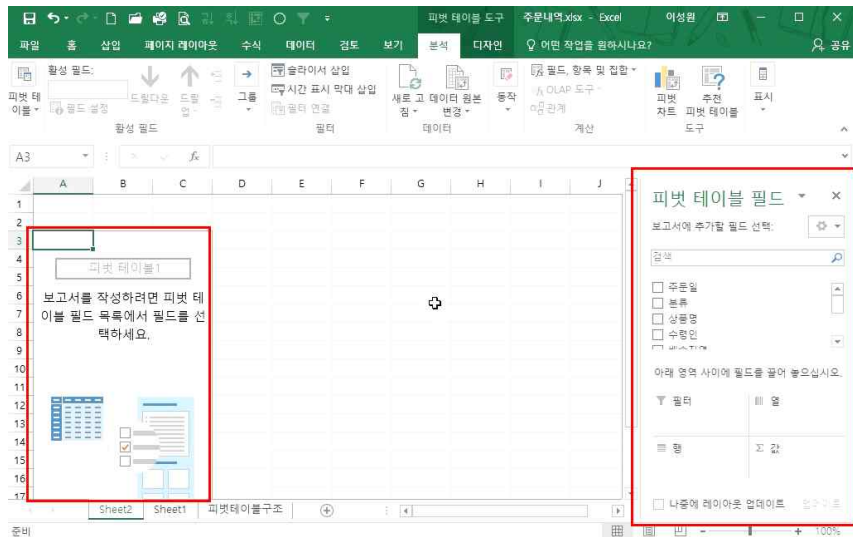 피벗 테이블 도구 주문내역.xlsx - Excel 이성원
파일 홈 삽입 페이지 레이아웃 수식 데이터 검토 보기 분석 디자인 어떤 작업을 원하시나요? 공유
활성 필드: 슬라이서 삽입 필드, 항목 및 집합
피벗 테이블 드릴다운 드릴업 그룹 시간 표시 막대 삽입 새로 고침 데이터 원본 변경 동작 OLAP 도구 피벗 차트 추천 피벗 테이블 표시
필드 설정 필터 연결 관계
활성 필드 필터 데이터 계산 도구
A3 fx
A B C D E F G H I J
1
2
3
4
5
6
7
8
9
10
11
12
13
14
15
16
17
피벗 테이블1
보고서를 작성하려면 피벗 테
이블 필드 목록에서 필드를 선
택하세요.
피벗 테이블 필드
보고서에 추가할 필드 선택:
검색
주문일
분류
상품명
수령인
아래 영역 사이에 필드를 끌어 놓으십시오.
필터 열
행 Σ 값
나중에 레이아웃 업데이트 업데이트
Sheet2 Sheet1 피벗테이블구조
준비 100%